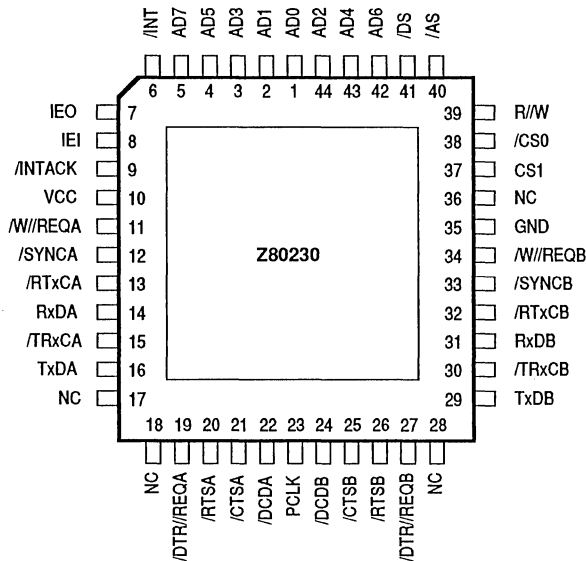 /INT AD7 AD5 AD3 AD1 AD0 AD2 AD4 AD6 /DS /AS
6 5 4 3 2 1 44 43 42 41 40
IEO 7 39 R//W
IEI 8 38 /CS0
/INTACK 9 37 CS1
VCC 10 36 NC
/W//REQA 11 35 GND
/SYNCA 12 Z80230 34 /W//REQB
/RTxCA 13 33 /SYNCB
RxDA 14 32 /RTxCB
/TRxCA 15 31 RxDB
TxDA 16 30 /TRxCB
NC 17 29 TxDB
18 19 20 21 22 23 24 25 26 27 28
NC /DTR//REQA /RTSA /CTSA /DCDA PCLK /DCDB /CTSB /RTSB /DTR//REQB NC